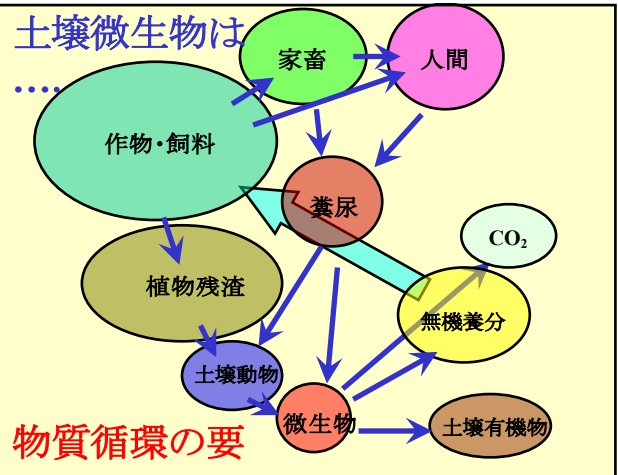 土壌微生物は
‥‥
家畜
人間
作物・飼料
糞尿
CO₂
植物残渣
無機養分
土壌動物
微生物
土壌有機物
物質循環の要